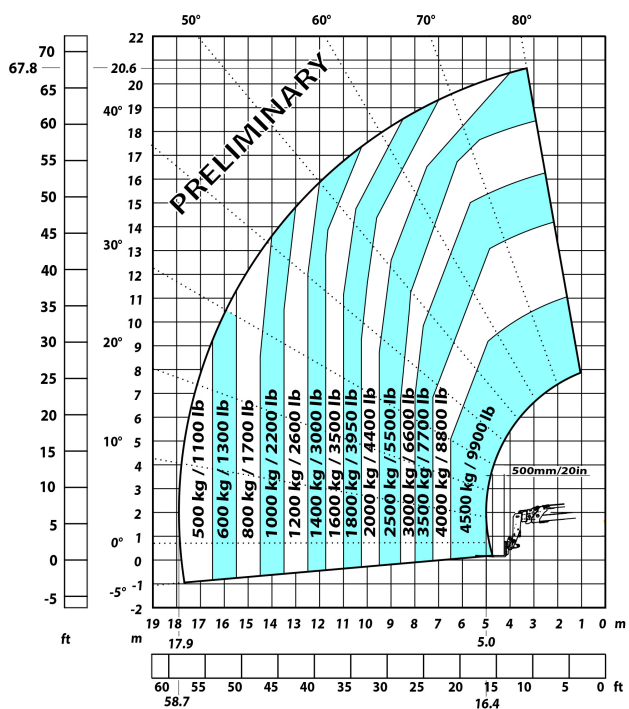 50°
60°
70°
80°
70
67.8
65
60
55
50
45
40
35
30
25
20
15
10
5
0
-5
ft
22
20.6
20
19
18
17
16
15
14
13
12
11
10
9
8
7
6
5
4
3
2
1
0
-1
-2
m
40°
30°
20°
10°
0°
-5°
PRELIMINARY
500 kg / 1100 lb
600 kg / 1300 lb
800 kg / 1700 lb
1000 kg / 2200 lb
1200 kg / 2600 lb
1400 kg / 3000 lb
1600 kg / 3500 lb
1800 kg / 3950 lb
2000 kg / 4400 lb
2500 kg / 5500 lb
3000 kg / 6600 lb
3500 kg / 7700 lb
4000 kg / 8800 lb
4500 kg / 9900 lb
500mm/20in
19 18 17 16 15 14 13 12 11 10 9 8 7 6 5 4 3 2 1 0 m
17.9
5.0
60 55 50 45 40 35 30 25 20 15 10 5 0 ft
58.7
16.4